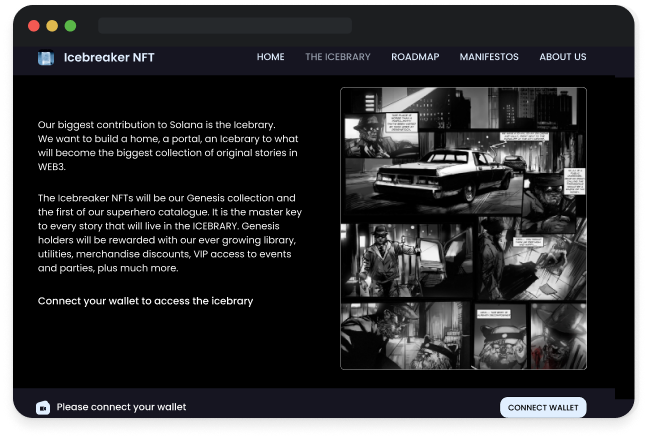 Icebreaker NFT
HOME
THE ICEBRARY
ROADMAP
MANIFESTOS
ABOUT US
Our biggest contribution to Solana is the Icebrary.
We want to build a home, a portal, an Icebrary to what
will become the biggest collection of original stories in
WEB3.
The Icebreaker NFTs will be our Genesis collection and
the first of our superhero catalogue. It is the master key
to every story that will live in the ICEBRARY. Genesis
holders will be rewarded with our ever growing library,
utilities, merchandise discounts, VIP access to events
and parties, plus much more.
Connect your wallet to access the icebrary
Please connect your wallet
CONNECT WALLET